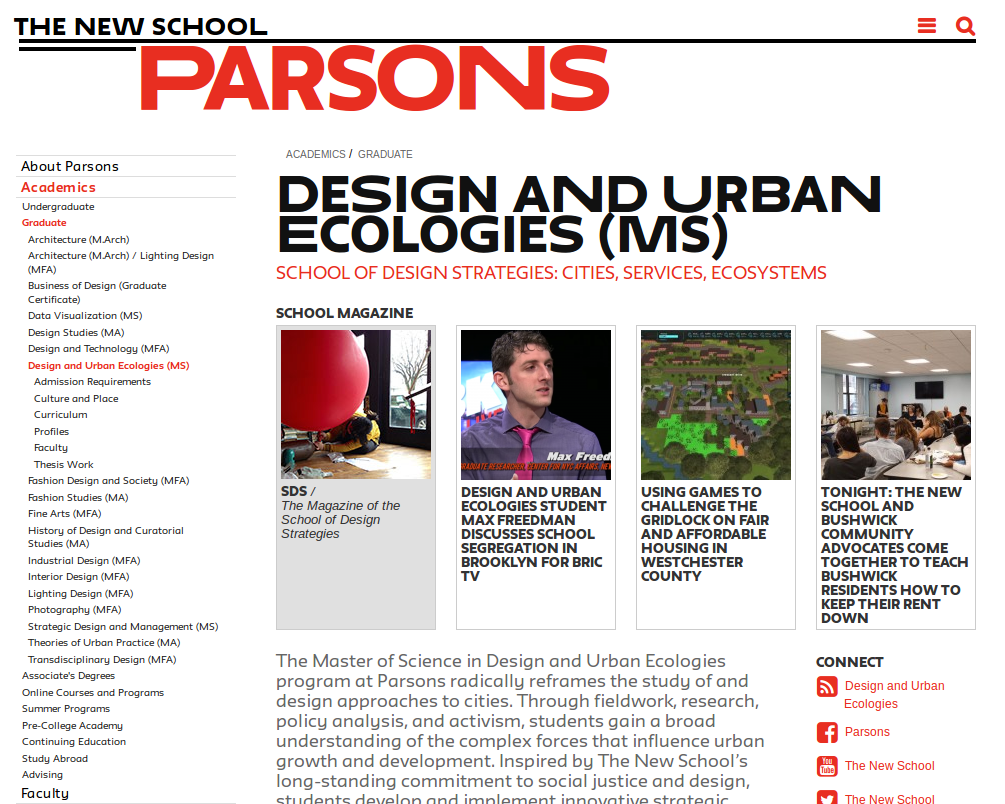 THE NEW SCHOOL
PARSONS
About Parsons
Academics
Undergraduate
Graduate
Architecture (M.Arch)
Architecture (M.Arch) / Lighting Design
(MFA)
Business of Design (Graduate
Certificate)
Data Visualization (MS)
Design Studies (MA)
Design and Technology (MFA)
Design and Urban Ecologies (MS)
Admission Requirements
Culture and Place
Curriculum
Profiles
Faculty
Thesis Work
Fashion Design and Society (MFA)
Fashion Studies (MA)
Fine Arts (MFA)
History of Design and Curatorial
Studies (MA)
Industrial Design (MFA)
Interior Design (MFA)
Lighting Design (MFA)
Photography (MFA)
Strategic Design and Management (MS)
Theories of Urban Practice (MA)
Transdisciplinary Design (MFA)
Associate's Degrees
Online Courses and Programs
Summer Programs
Pre-College Academy
Continuing Education
Study Abroad
Advising
Faculty
ACADEMICS / GRADUATE
DESIGN AND URBAN
ECOLOGIES (MS)
SCHOOL OF DESIGN STRATEGIES: CITIES, SERVICES, ECOSYSTEMS
SCHOOL MAGAZINE
SDS /
The Magazine of the
School of Design
Strategies
Max Freed
RADUATE RESEARCHER, CENTER FOR NYC AFFAIRS, NEW
DESIGN AND URBAN
ECOLOGIES STUDENT
MAX FREEDMAN
DISCUSSES SCHOOL
SEGREGATION IN
BROOKLYN FOR BRIC
TV
USING GAMES TO
CHALLENGE THE
GRIDLOCK ON FAIR
AND AFFORDABLE
HOUSING IN
WESTCHESTER
COUNTY
TONIGHT: THE NEW
SCHOOL AND
BUSHWICK
COMMUNITY
ADVOCATES COME
TOGETHER TO TEACH
BUSHWICK
RESIDENTS HOW TO
KEEP THEIR RENT
DOWN
The Master of Science in Design and Urban Ecologies
program at Parsons radically reframes the study of and
design approaches to cities. Through fieldwork, research,
policy analysis, and activism, students gain a broad
understanding of the complex forces that influence urban
growth and development. Inspired by The New School’s
long-standing commitment to social justice and design,
students develop and implement innovative strategic
CONNECT
Design and Urban
Ecologies
Parsons
You
Tube
The New School
The New School